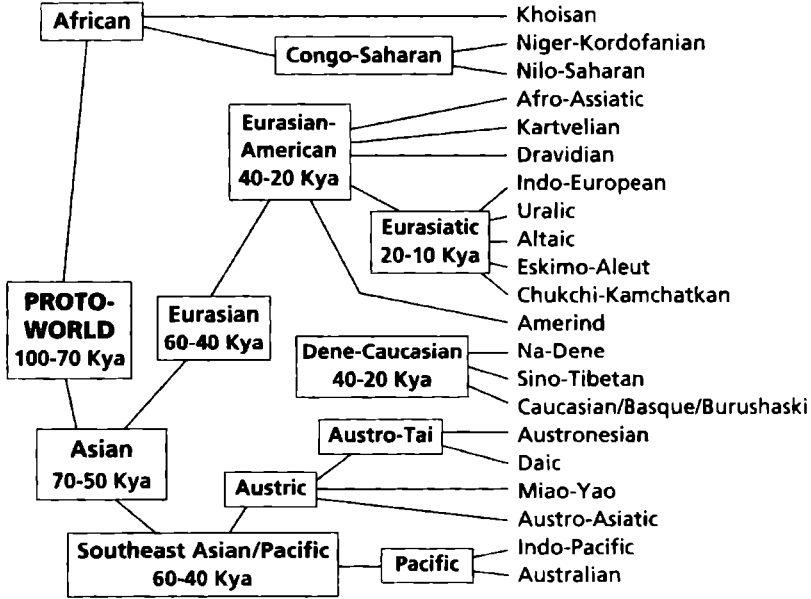 African
Khoisan
Congo-Saharan
Niger-Kordofanian
Nilo-Saharan
Afro-Assiatic
Eurasian-
American
40-20 Kya
Kartvelian
Dravidian
Indo-European
Eurasiatic
20-10 Kya
Uralic
Altaic
Eskimo-Aleut
Chukchi-Kamchatkan
Amerind
PROTO-
WORLD
100-70 Kya
Eurasian
60-40 Kya
Dene-Caucasian
40-20 Kya
Na-Dene
Sino-Tibetan
Caucasian/Basque/Burushaski
Asian
70-50 Kya
Austro-Tai
Austronesian
Daic
Austric
Miao-Yao
Austro-Asiatic
Southeast Asian/Pacific
60-40 Kya
Pacific
Indo-Pacific
Australian